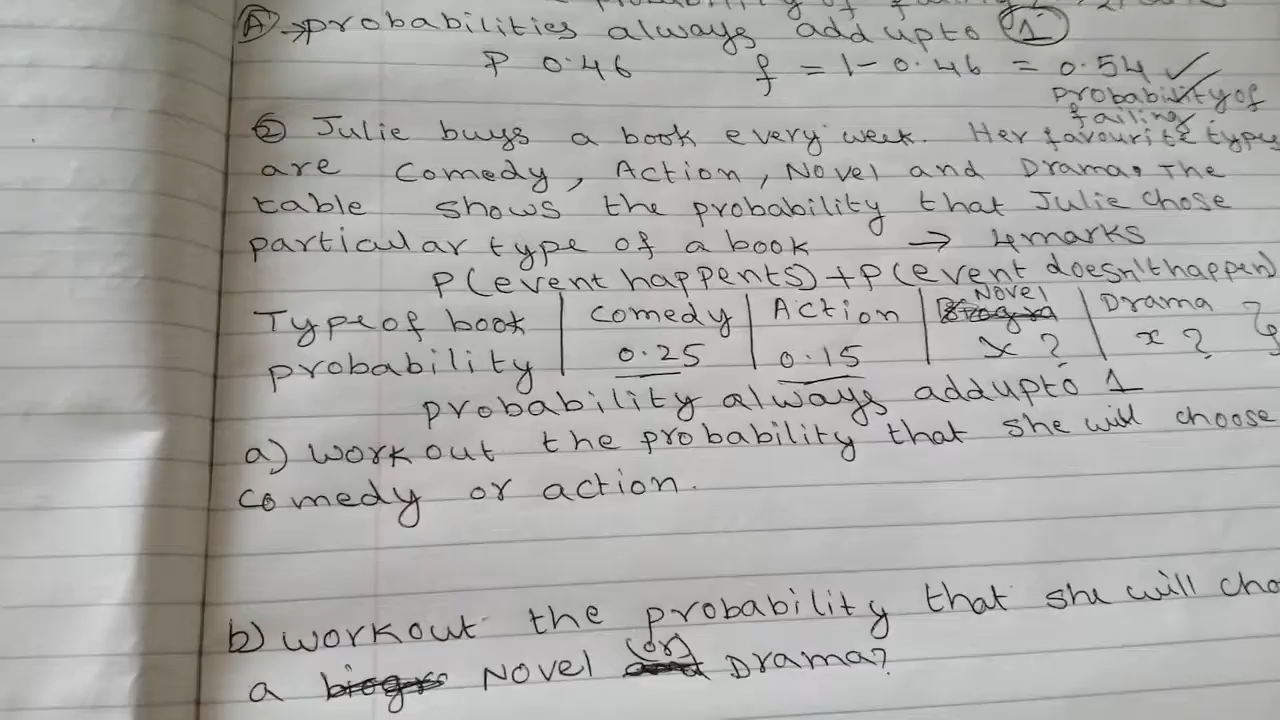 probability of failing
Ⓐ → probabilities always add upto ①
P 0.46 f = 1 - 0.46 = 0.54 ✓
probability of
failing
② Julie buys a book every week. Her favourite types
are Comedy, Action, Novel and Drama. The
table shows the probability that Julie chose
particular type of a book → 4 marks
P(event happents) + P(event doesn't happen)
Type of book | Comedy | Action | Novel | Drama
probability | 0.25 | 0.15 | x ? | x ?
probability always addupto 1
a) workout the probability that she will choose
comedy or action.
b) workout the probability that she will cho
a Novel (or) Drama?